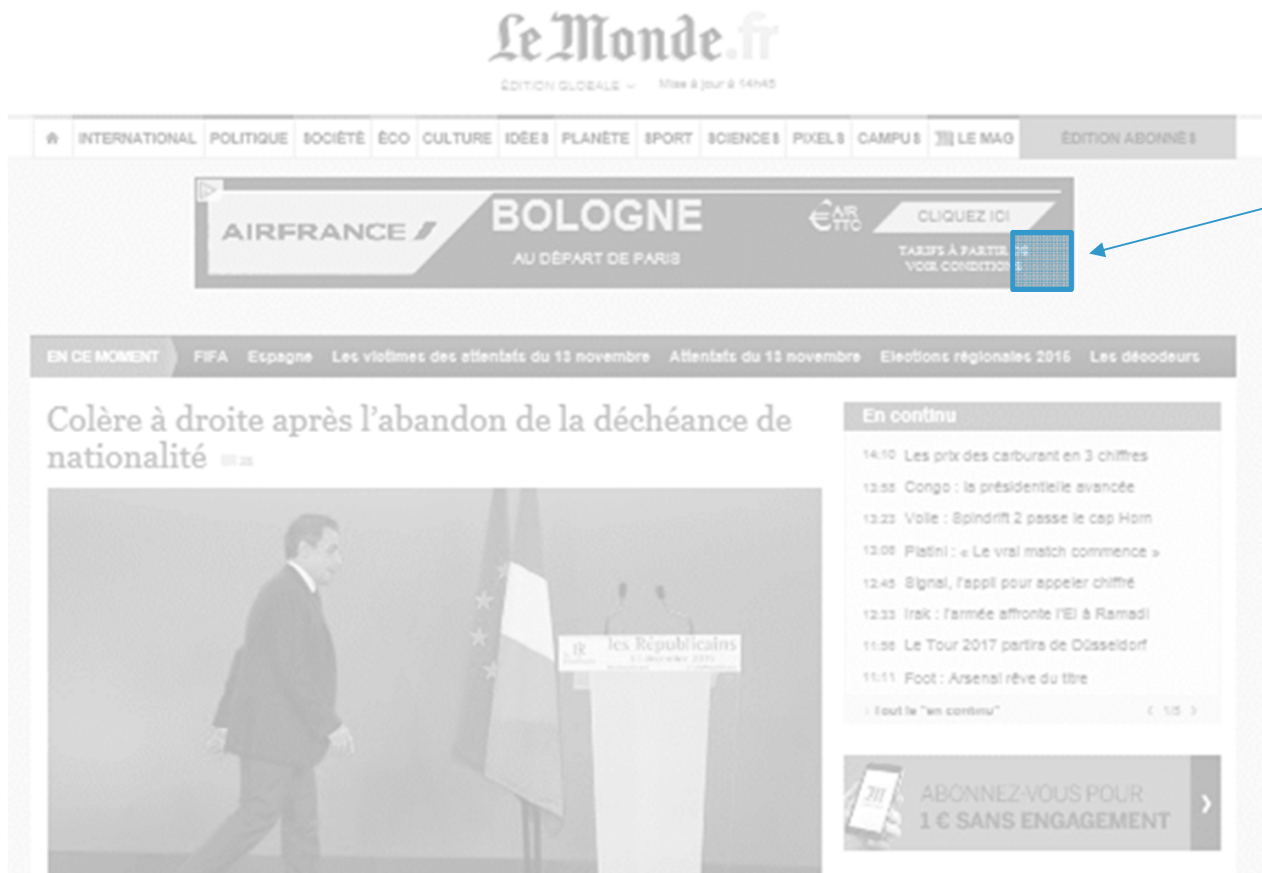 Le Monde.fr
ÉDITION GLOBALE Mise à jour à 14h45
INTERNATIONAL POLITIQUE SOCIÉTÉ ÉCO CULTURE IDÉES PLANÈTE SPORT SCIENCES PIXELS CAMPUS M LE MAG ÉDITION ABONNÉS
AIRFRANCE
BOLOGNE
AU DÉPART DE PARIS
€ AIR TTC
CLIQUEZ ICI
TARIFS À PARTIR DE
VOIR CONDITIONS
EN CE MOMENT FIFA Espagne Les victimes des attentats du 13 novembre Attentats du 13 novembre Elections régionales 2015 Les décodeurs
Colère à droite après l'abandon de la déchéance de
nationalité
En continu
14:10 Les prix des carburant en 3 chiffres
13:58 Congo : la présidentielle avancée
13:23 Voile : Spindrift 2 passe le cap Horn
13:08 Platini : « Le vrai match commence »
12:45 Signal, l'appli pour appeler chiffré
12:33 Irak : l'armée affronte l'EI à Ramadi
11:58 Le Tour 2017 partira de Düsseldorf
11:11 Foot : Arsenal rêve du titre
Tout le "en continu" < 1/5 >
les Républicains
ABONNEZ-VOUS POUR
1 € SANS ENGAGEMENT